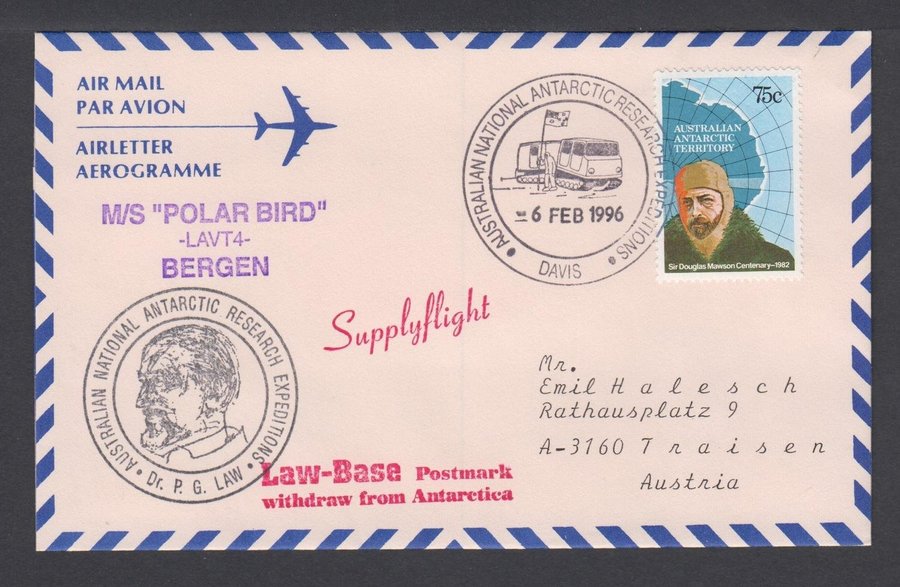 AIR MAIL
PAR AVION
AIRLETTER
AEROGRAMME
M/S "POLAR BIRD"
-LAVT4-
BERGEN
AUSTRALIAN NATIONAL ANTARCTIC RESEARCH EXPEDITIONS
6 FEB 1996
DAVIS
75c
AUSTRALIAN
ANTARCTIC
TERRITORY
Sir Douglas Mawson Centenary-1982
Supplyflight
AUSTRALIAN NATIONAL ANTARCTIC RESEARCH EXPEDITIONS
Dr. P. G. LAW
Law-Base Postmark
withdraw from Antarctica
Mr.
Emil Halesch
Rathausplatz 9
A-3160 Traisen
Austria